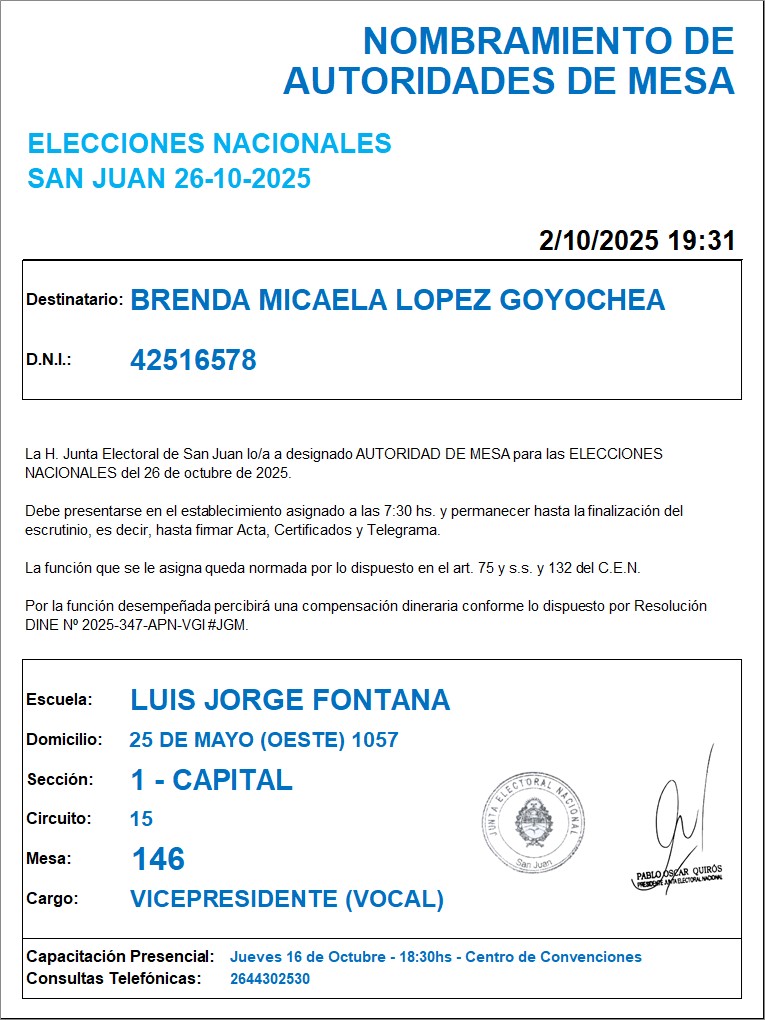 NOMBRAMIENTO DE
AUTORIDADES DE MESA
ELECCIONES NACIONALES
SAN JUAN 26-10-2025
2/10/2025 19:31
Destinatario: BRENDA MICAELA LOPEZ GOYOCHEA
D.N.I.: 42516578
La H. Junta Electoral de San Juan lo/a a designado AUTORIDAD DE MESA para las ELECCIONES
NACIONALES del 26 de octubre de 2025.
Debe presentarse en el establecimiento asignado a las 7:30 hs. y permanecer hasta la finalización del
escrutinio, es decir, hasta firmar Acta, Certificados y Telegrama.
La función que se le asigna queda normada por lo dispuesto en el art. 75 y s.s. y 132 del C.E.N.
Por la función desempeñada percibirá una compensación dineraria conforme lo dispuesto por Resolución
DINE Nº 2025-347-APN-VGI#JGM.
Escuela: LUIS JORGE FONTANA
Domicilio: 25 DE MAYO (OESTE) 1057
Sección: 1 - CAPITAL
Circuito: 15
Mesa: 146
Cargo: VICEPRESIDENTE (VOCAL)
JUNTA ELECTORAL NACIONAL
San Juan
PABLO OSCAR QUIRÓS
PRESIDENTE JUNTA ELECTORAL NACIONAL
Capacitación Presencial: Jueves 16 de Octubre - 18:30hs - Centro de Convenciones
Consultas Telefónicas: 2644302530